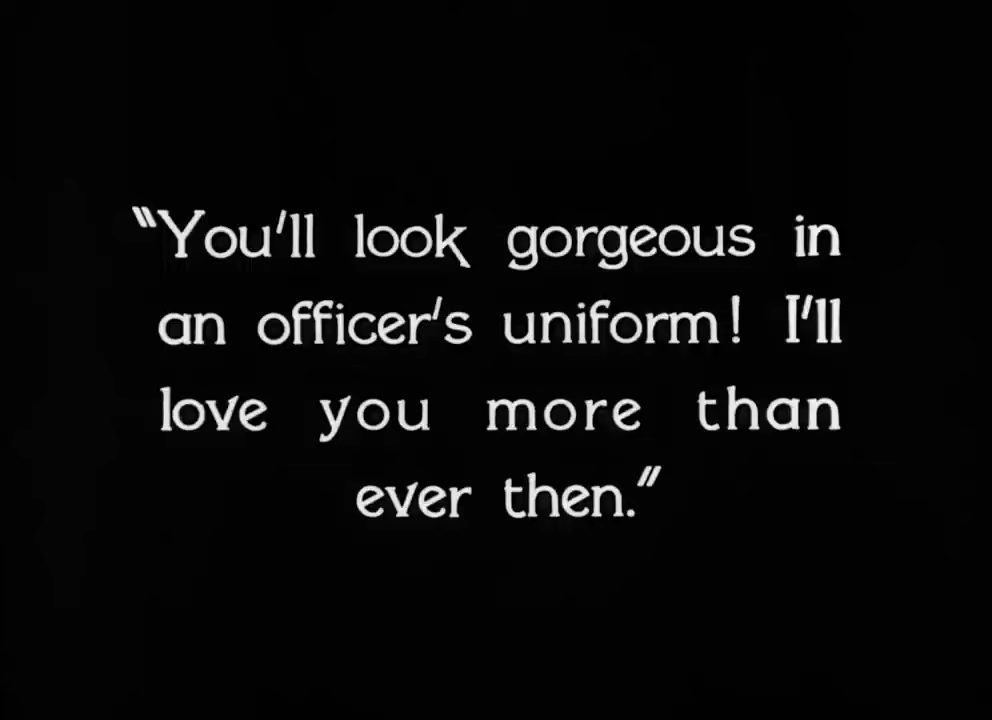 "You'll look gorgeous in
an officer's uniform! I'll
love you more than
ever then."